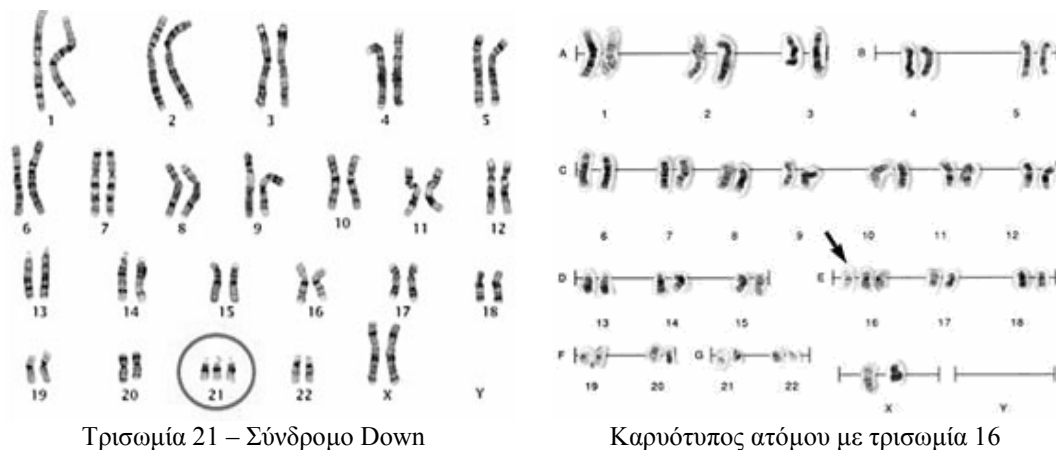 1 2 3 4 5
6 7 8 9 10 11 12
13 14 15 16 17 18
19 20 21 22 X Y
Τρισωμία 21 – Σύνδρομο Down
A B
1 2 3 4 5
C
6 7 8 9 10 11 12
D E
13 14 15 16 17 18
F G
19 20 21 22 X Y
Καρυότυπος ατόμου με τρισωμία 16